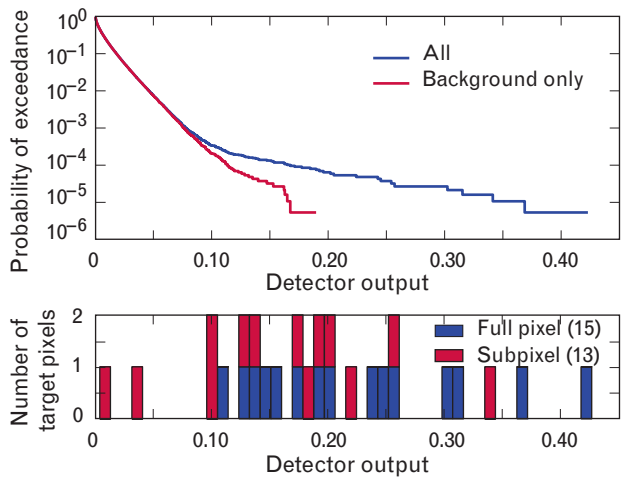 Probability of exceedance
10^0
10^−1
10^−2
10^−3
10^−4
10^−5
10^−6
All
Background only
0 0.10 0.20 0.30 0.40
Detector output
Number of
target pixels
2
1
0
Full pixel (15)
Subpixel (13)
0 0.10 0.20 0.30 0.40
Detector output